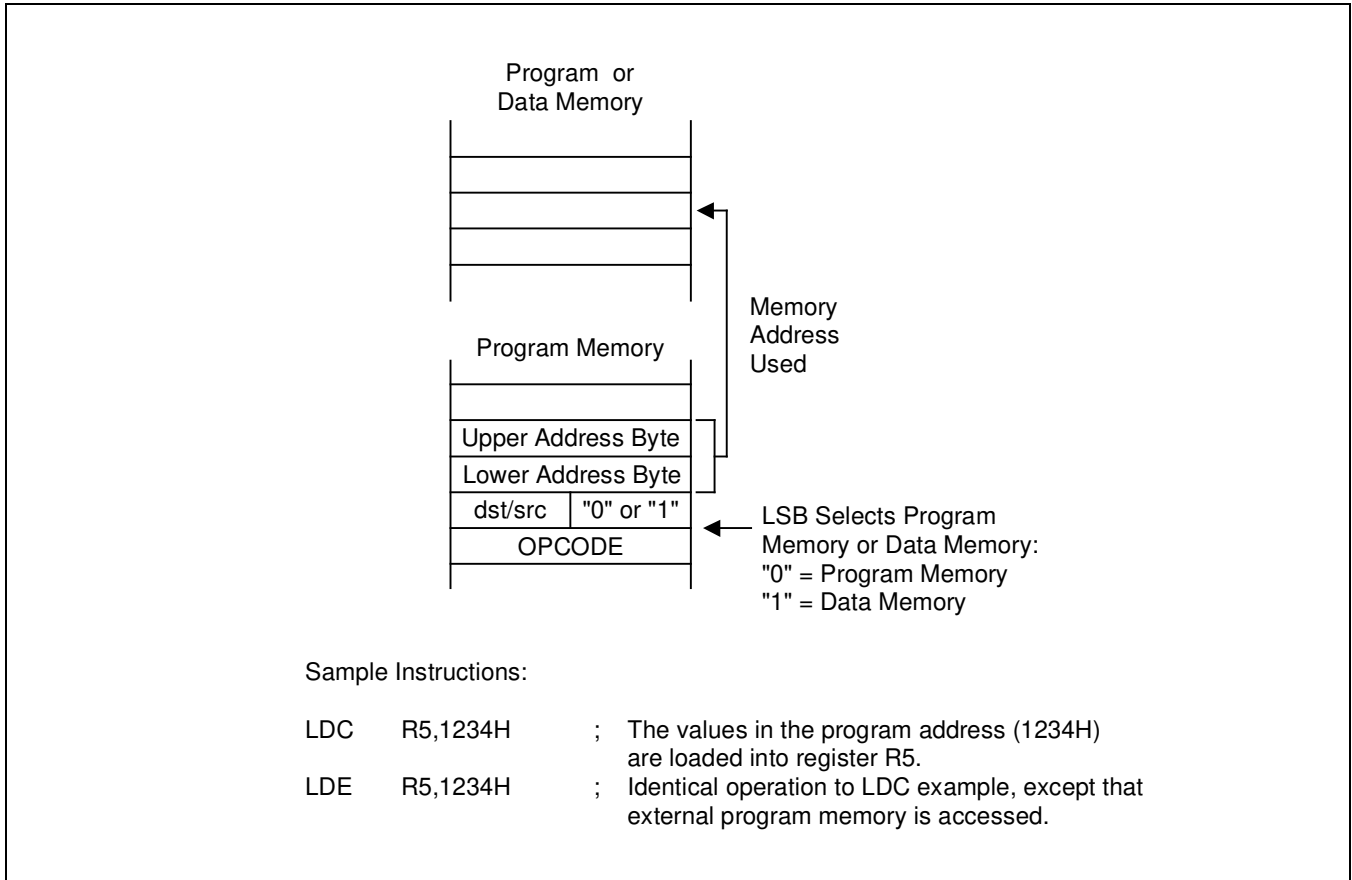 Program or
Data Memory
Memory
Address
Used
Program Memory
Upper Address Byte
Lower Address Byte
dst/src "0" or "1"
OPCODE
LSB Selects Program
Memory or Data Memory:
"0" = Program Memory
"1" = Data Memory
Sample Instructions:
LDC R5,1234H ; The values in the program address (1234H)
are loaded into register R5.
LDE R5,1234H ; Identical operation to LDC example, except that
external program memory is accessed.